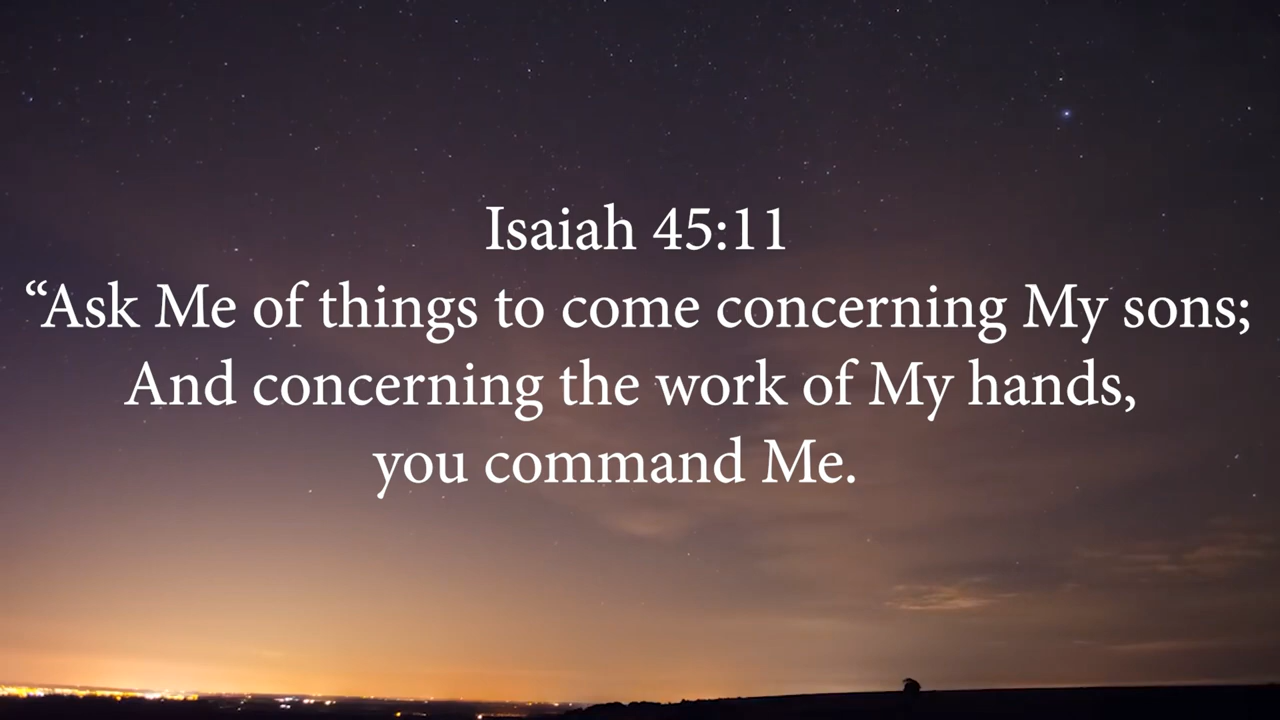 Isaiah 45:11
“Ask Me of things to come concerning My sons;
And concerning the work of My hands,
you command Me.